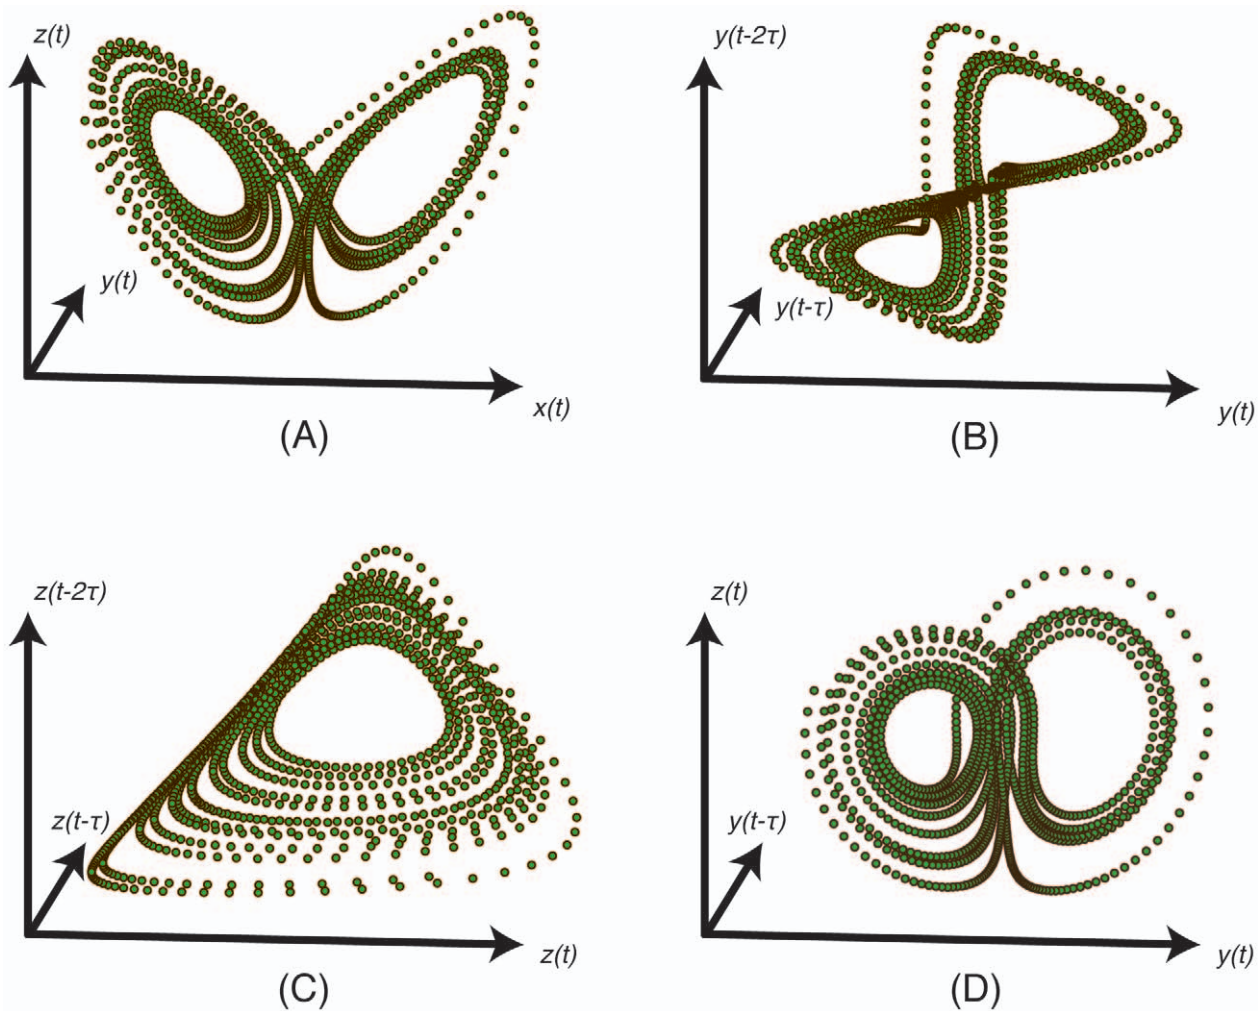 z(t)
y(t)
x(t)
(A)
y(t-2τ)
y(t-τ)
y(t)
(B)
z(t-2τ)
z(t-τ)
z(t)
(C)
z(t)
y(t-τ)
y(t)
(D)